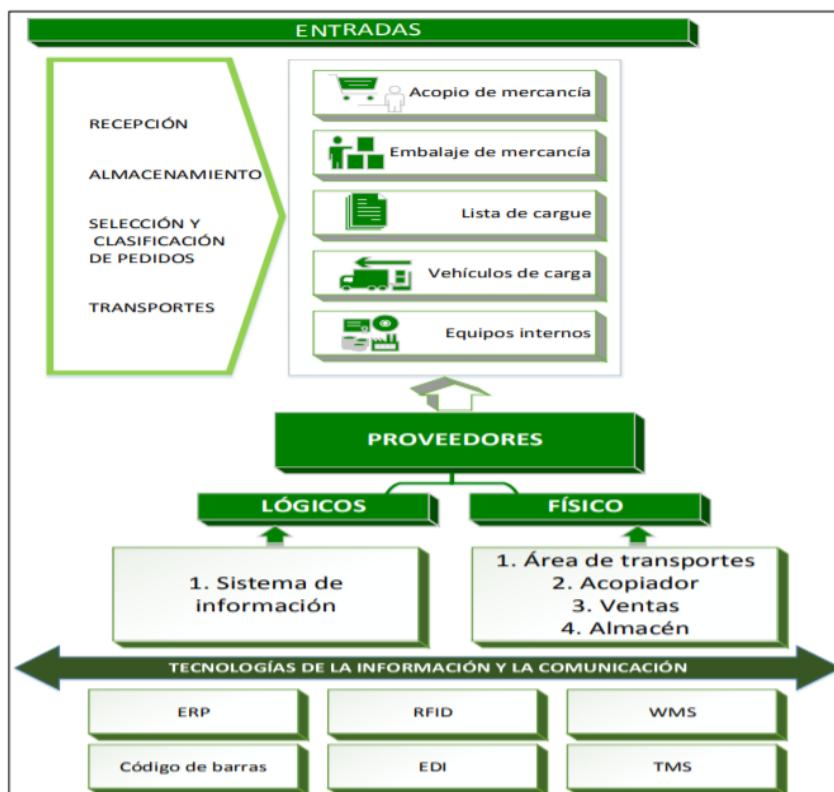 ENTRADAS
RECEPCIÓN
ALMACENAMIENTO
SELECCIÓN Y
CLASIFICACIÓN
DE PEDIDOS
TRANSPORTES
Acopio de mercancía
Embalaje de mercancía
Lista de cargue
Vehículos de carga
Equipos internos
PROVEEDORES
LÓGICOS
FÍSICO
1. Sistema de
información
1. Área de transportes
2. Acopiador
3. Ventas
4. Almacén
TECNOLOGÍAS DE LA INFORMACIÓN Y LA COMUNICACIÓN
ERP
RFID
WMS
Código de barras
EDI
TMS